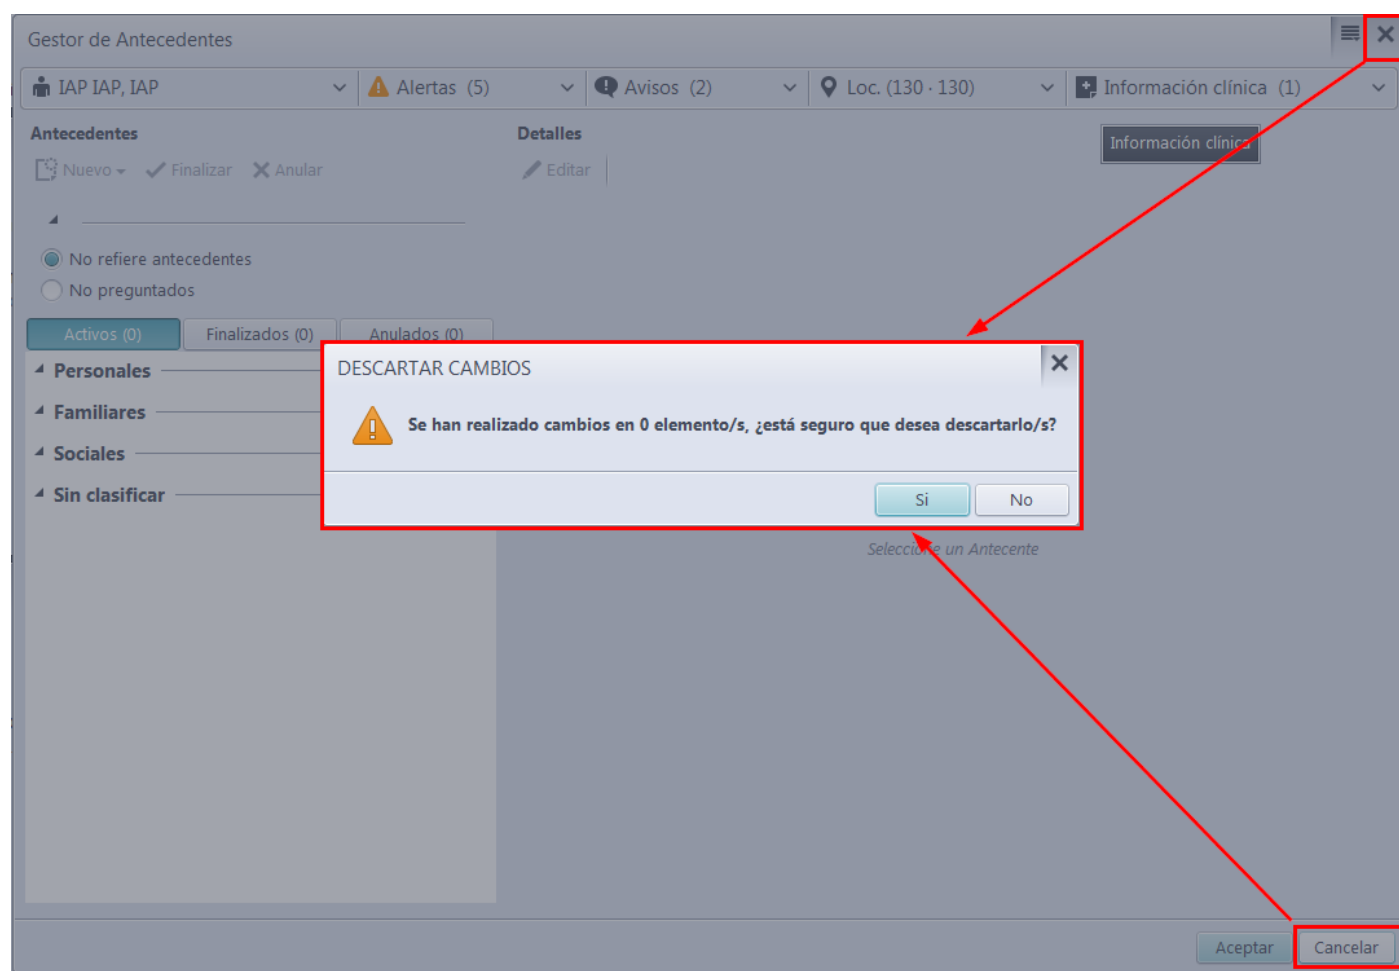 Gestor de Antecedentes
IAP IAP, IAP
Alertas (5)
Avisos (2)
Loc. (130 - 130)
Información clínica (1)
Antecedentes
Detalles
Información clínica
Nuevo
Finalizar
Anular
Editar
No refiere antecedentes
No preguntados
Activos (0)
Finalizados (0)
Anulados (0)
Personales
Familiares
Sociales
Sin clasificar
DESCARTAR CAMBIOS
Se han realizado cambios en 0 elemento/s, ¿está seguro que desea descartarlo/s?
Si
No
Seleccione un Antecente
Aceptar
Cancelar